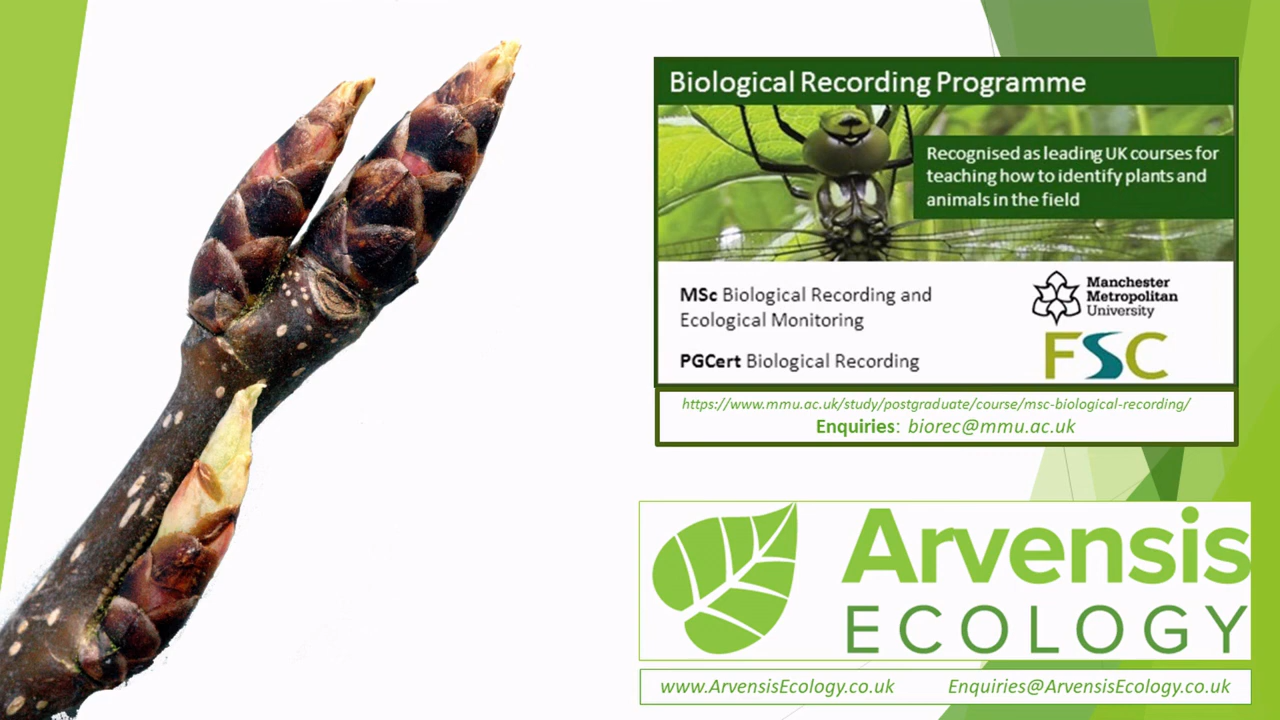 Biological Recording Programme
Recognised as leading UK courses for
teaching how to identify plants and
animals in the field
MSc Biological Recording and
Ecological Monitoring
PGCert Biological Recording
Manchester
Metropolitan
University
FSC
https://www.mmu.ac.uk/study/postgraduate/course/msc-biological-recording/
Enquiries: biorec@mmu.ac.uk
Arvensis
ECOLOGY
www.ArvensisEcology.co.uk Enquiries@ArvensisEcology.co.uk